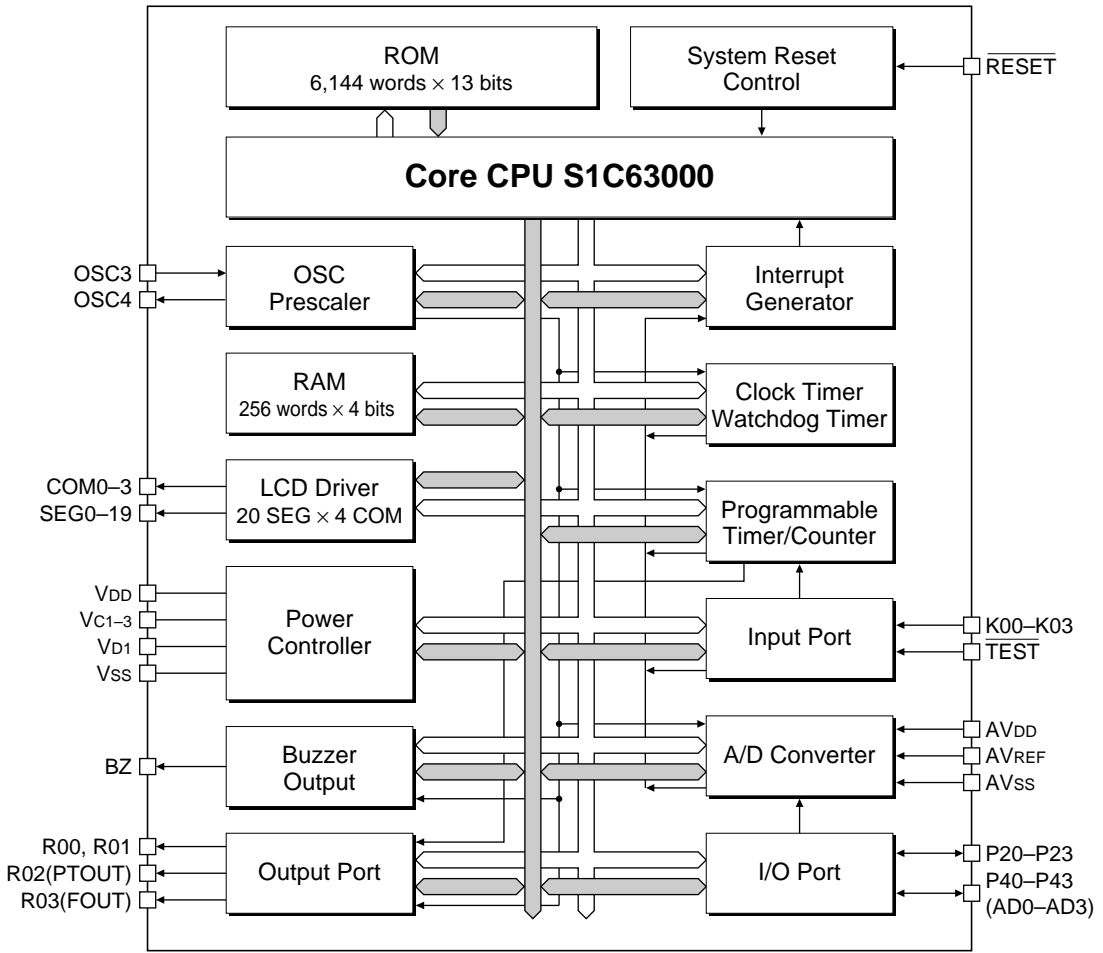 ROM
6,144 words × 13 bits
System Reset
Control
RESET
Core CPU S1C63000
OSC3
OSC4
OSC
Prescaler
Interrupt
Generator
RAM
256 words × 4 bits
Clock Timer
Watchdog Timer
COM0–3
SEG0–19
LCD Driver
20 SEG × 4 COM
Programmable
Timer/Counter
VDD
VC1–3
VD1
VSS
Power
Controller
Input Port
K00–K03
TEST
BZ
Buzzer
Output
A/D Converter
AVDD
AVREF
AVSS
R00, R01
R02(PTOUT)
R03(FOUT)
Output Port
I/O Port
P20–P23
P40–P43
(AD0–AD3)